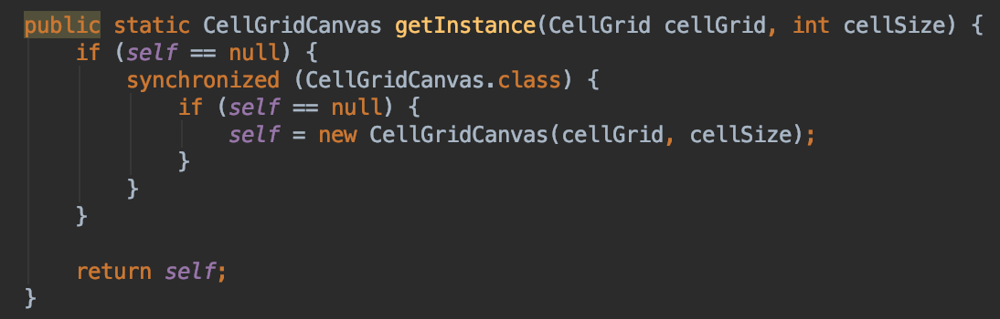 public static CellGridCanvas getInstance(CellGrid cellGrid, int cellSize) {
    if (self == null) {
        synchronized (CellGridCanvas.class) {
            if (self == null) {
                self = new CellGridCanvas(cellGrid, cellSize);
            }
        }
    }

    return self;
}